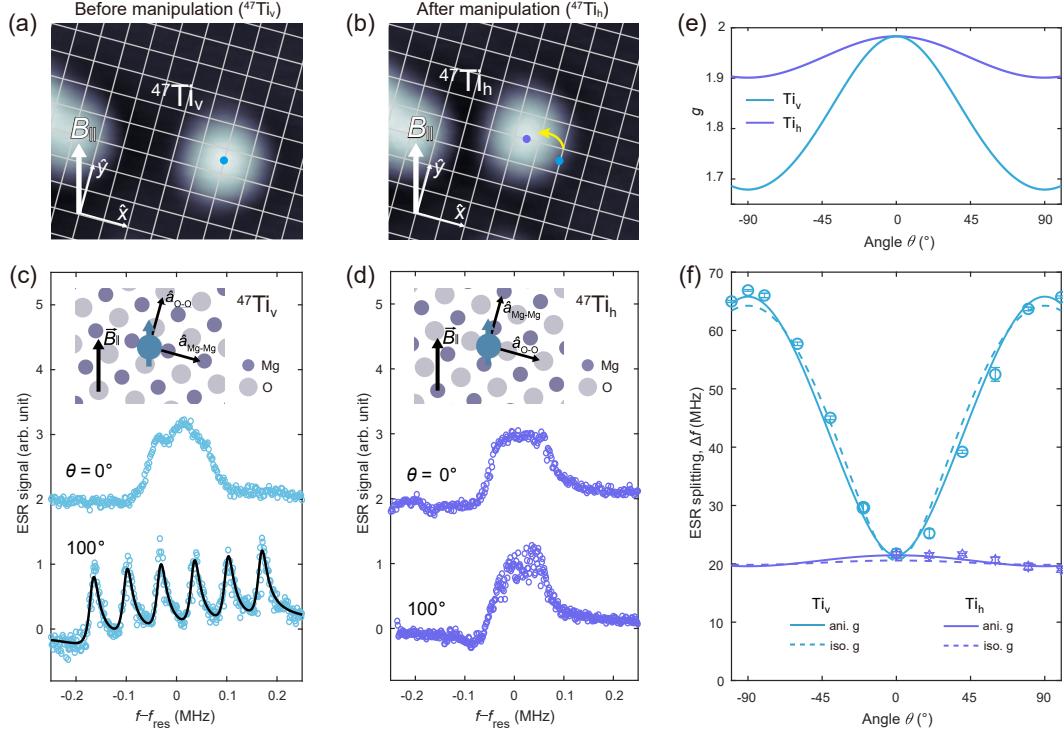 Before manipulation (⁴⁷Tiᵥ)
After manipulation (⁴⁷Tiₕ)
(a)
⁴⁷Tiᵥ
B||
ŷ
x̂
(b)
⁴⁷Tiₕ
B||
ŷ
x̂
(e)
2
1.9
1.8
1.7
g
Tiᵥ
Tiₕ
-90
-45
0
45
90
Angle θ (°)
(c)
5
4
3
2
1
0
ESR signal (arb. unit)
â_O-O
⁴⁷Tiᵥ
B⃗||
â_Mg-Mg
Mg
O
θ = 0°
100°
-0.2
-0.1
0
0.1
0.2
f–f_res (MHz)
(d)
5
4
3
2
1
0
ESR signal (arb. unit)
â_Mg-Mg
⁴⁷Tiₕ
B⃗||
â_O-O
Mg
O
θ = 0°
100°
-0.2
-0.1
0
0.1
0.2
f–f_res (MHz)
(f)
70
60
50
40
30
20
10
0
ESR splitting, Δf (MHz)
Tiᵥ
Tiₕ
ani. g
ani. g
iso. g
iso. g
-90
-45
0
45
90
Angle θ (°)